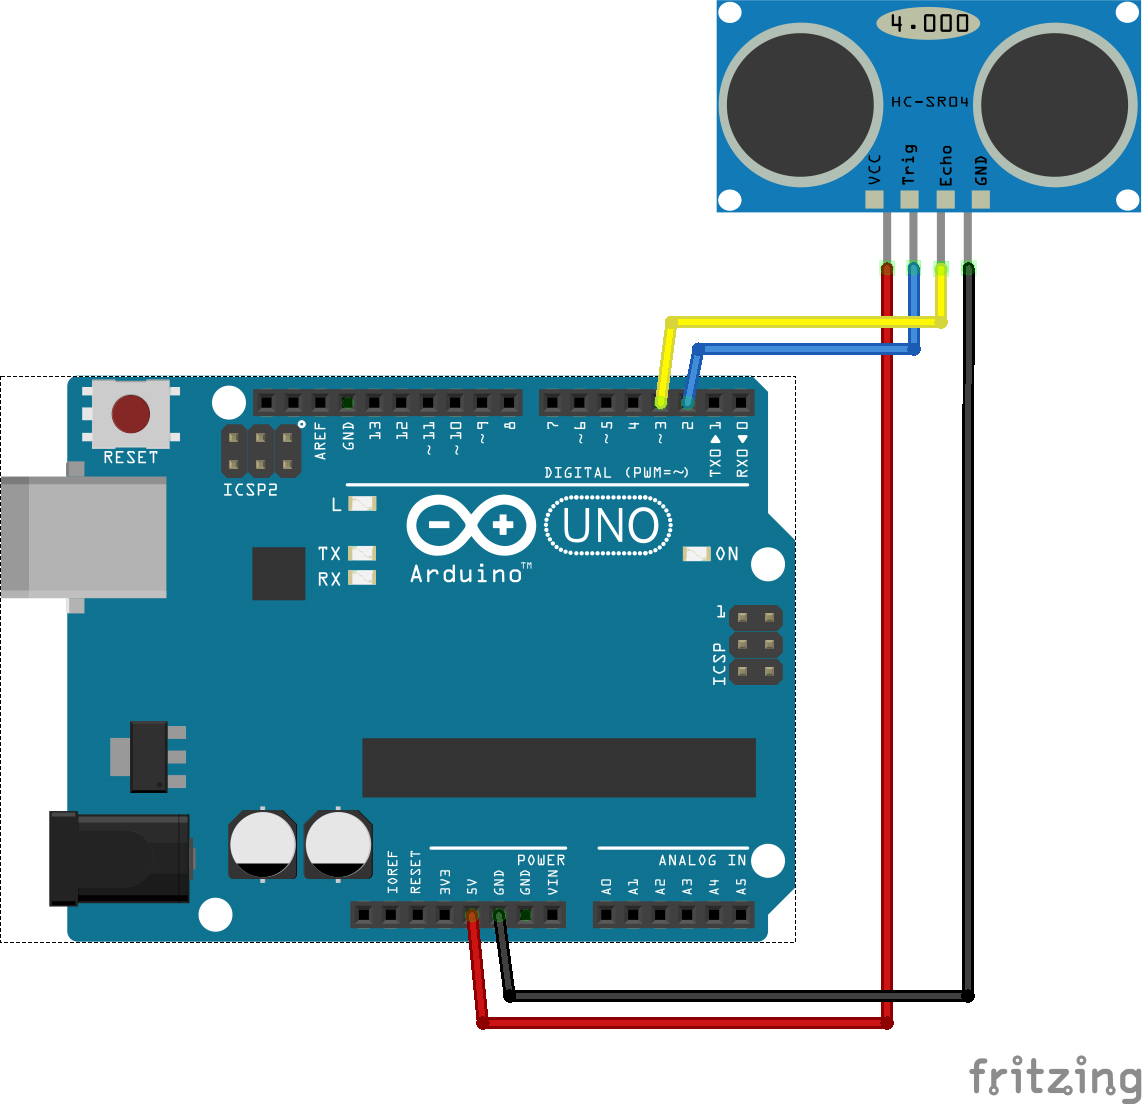 4.000
HC-SR04
VCC
Trig
Echo
GND
RESET
ICSP2
AREF
GND
13
12
~11
~10
~9
8
7
~6
~5
4
~3
2
TX0▶1
RX0◀0
DIGITAL (PWM=~)
L
TX
RX
UNO
Arduino™
ON
1
ICSP
POWER
ANALOG IN
IOREF
RESET
3V3
5V
GND
GND
VIN
A0
A1
A2
A3
A4
A5
fritzing